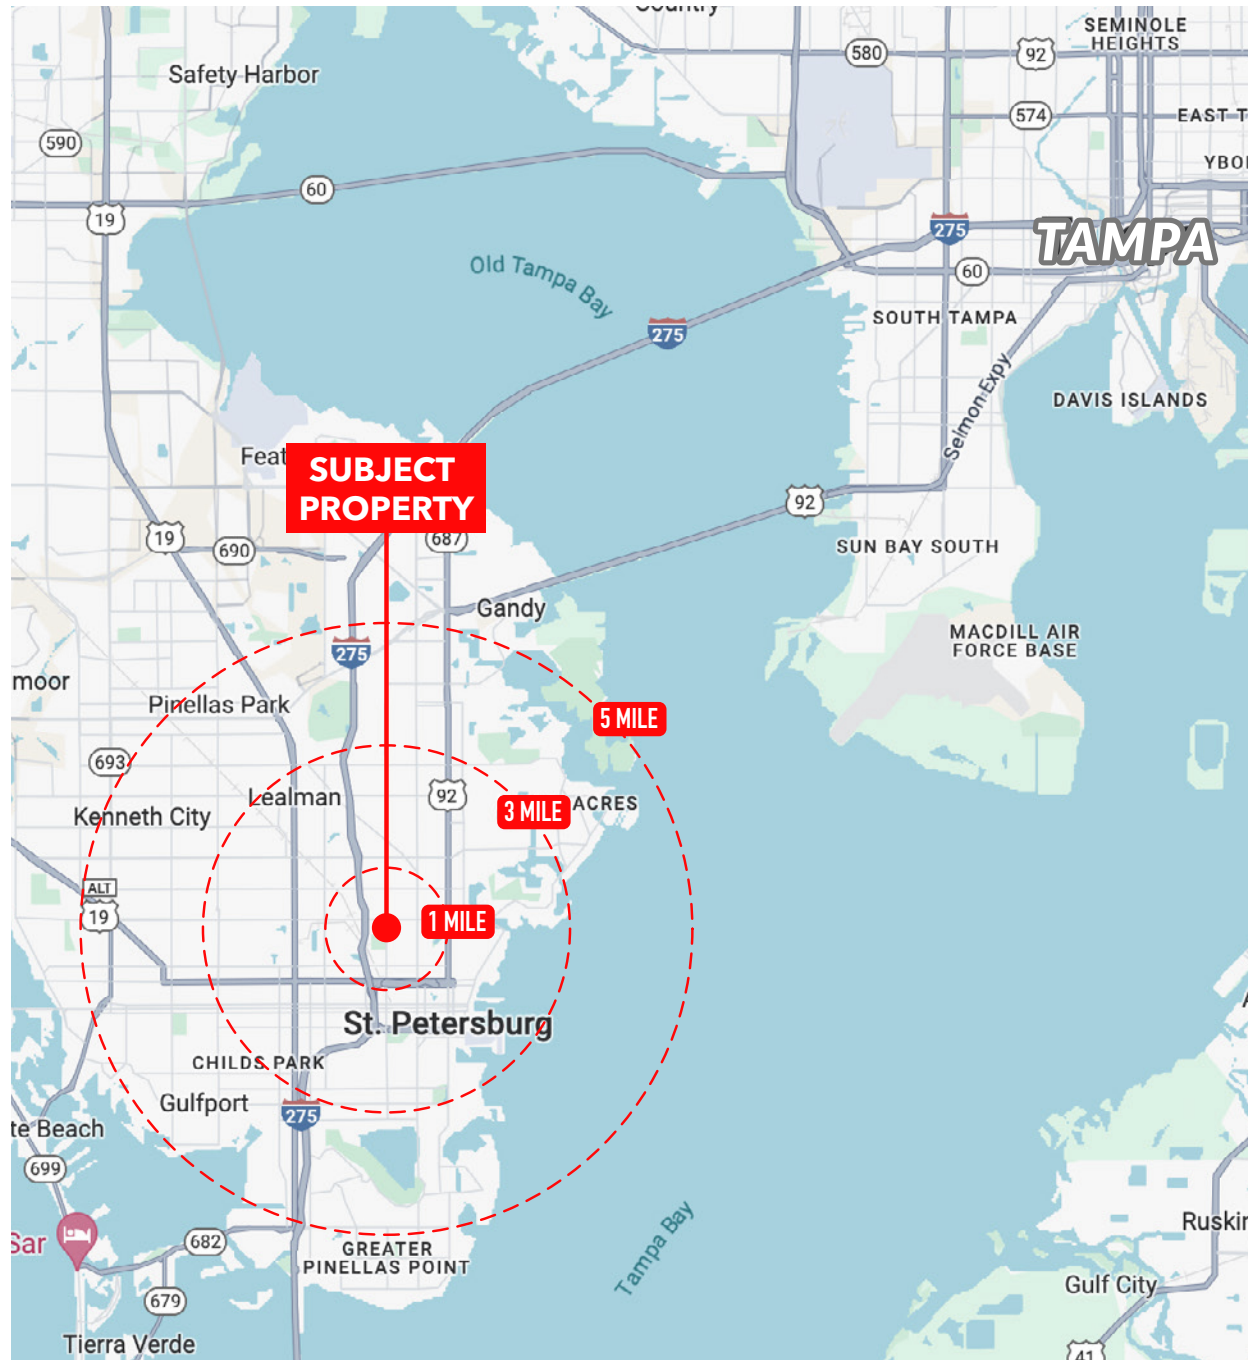 Country
SEMINOLE
HEIGHTS
Safety Harbor
580
92
574
EAST T
590
YBO
60
19
275
TAMPA
60
Old Tampa Bay
SOUTH TAMPA
275
Selmon Expy
DAVIS ISLANDS
Feat
SUBJECT
PROPERTY
92
19
690
687
SUN BAY SOUTH
Gandy
MACDILL AIR
FORCE BASE
275
moor
Pinellas Park
5 MILE
693
Lealman
92
3 MILE
ACRES
Kenneth City
ALT
19
1 MILE
St. Petersburg
CHILDS PARK
Gulfport
275
te Beach
699
Tampa Bay
Ruskin
Sar
682
GREATER
PINELLAS POINT
Gulf City
679
Tierra Verde
41